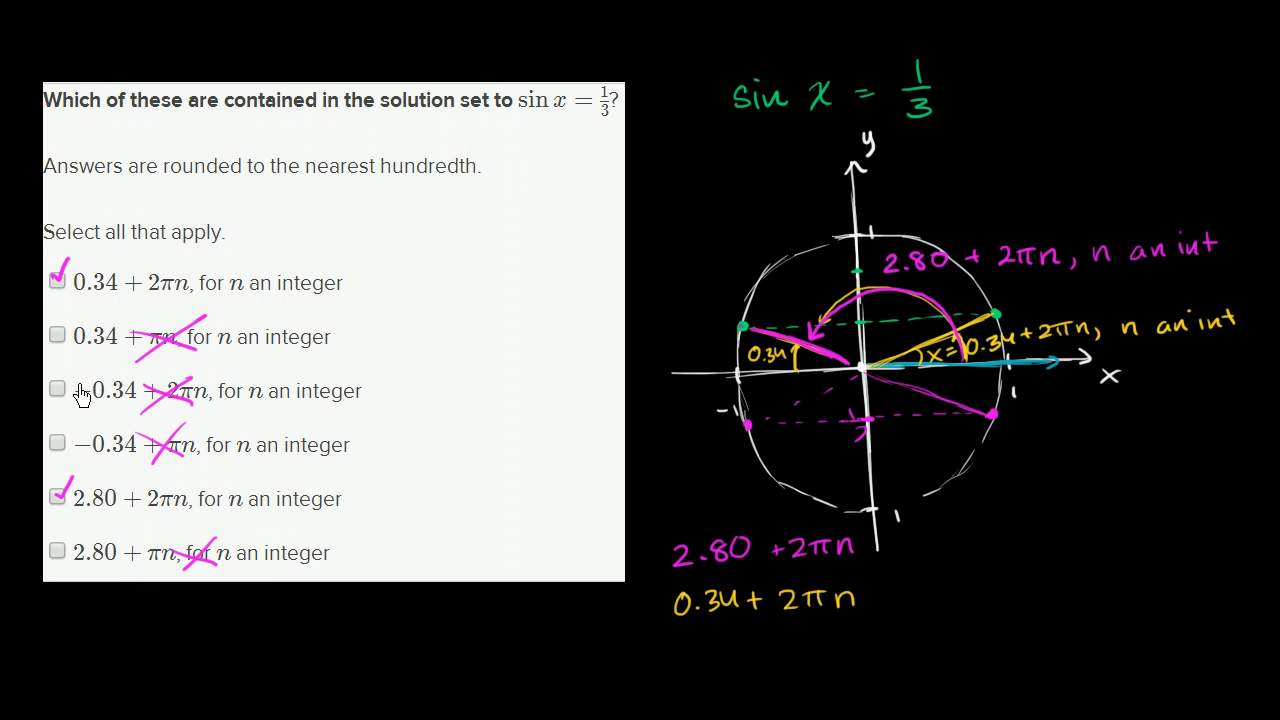 Which of these are contained in the solution set to sin x = 1/3?
Answers are rounded to the nearest hundredth.
Select all that apply.
0.34 + 2πn, for n an integer
0.34 + πn, for n an integer
−0.34 + 2πn, for n an integer
−0.34 + πn, for n an integer
2.80 + 2πn, for n an integer
2.80 + πn, for n an integer
sin x = 1/3
y
1
2.80 + 2πn, n an int
0.34
x = 0.34 + 2πn, n an int
x
-1
1
1
2.80 + 2πn
0.34 + 2πn